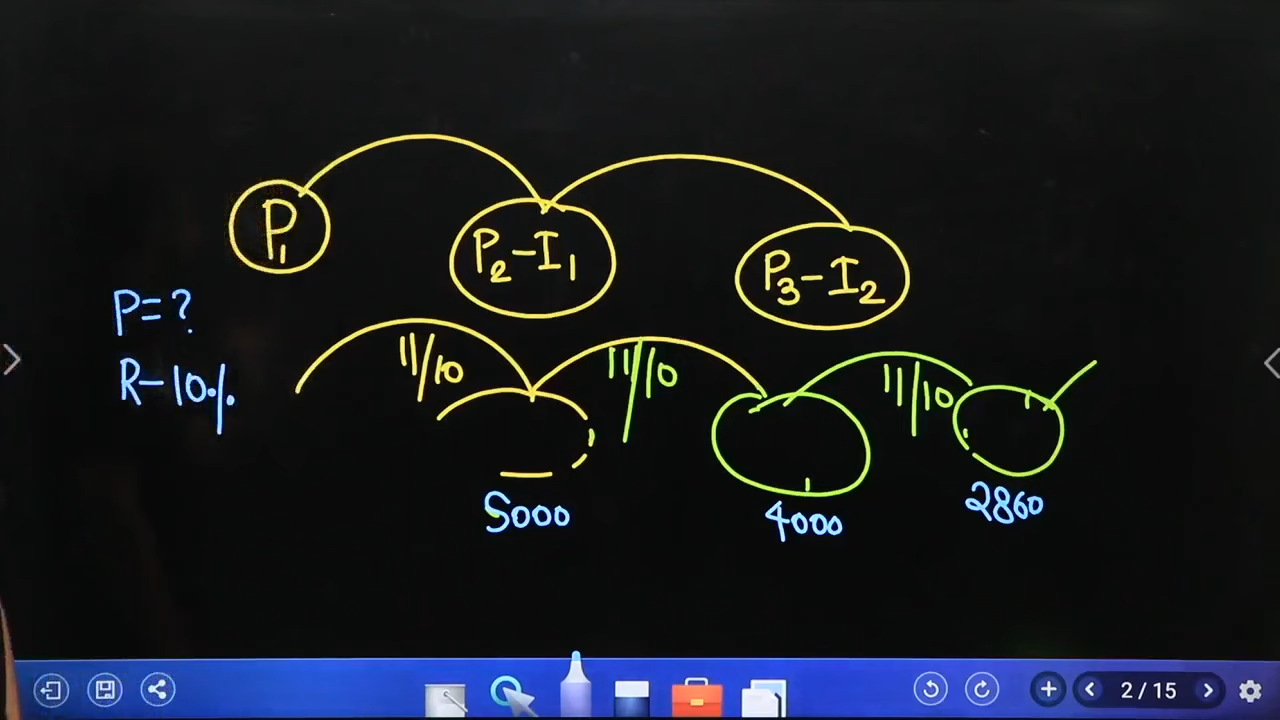 P₁
P₂-I₁
P₃-I₂
P=?
R-10%
11/10
11/10
11/10
5000
4000
2860
2/15